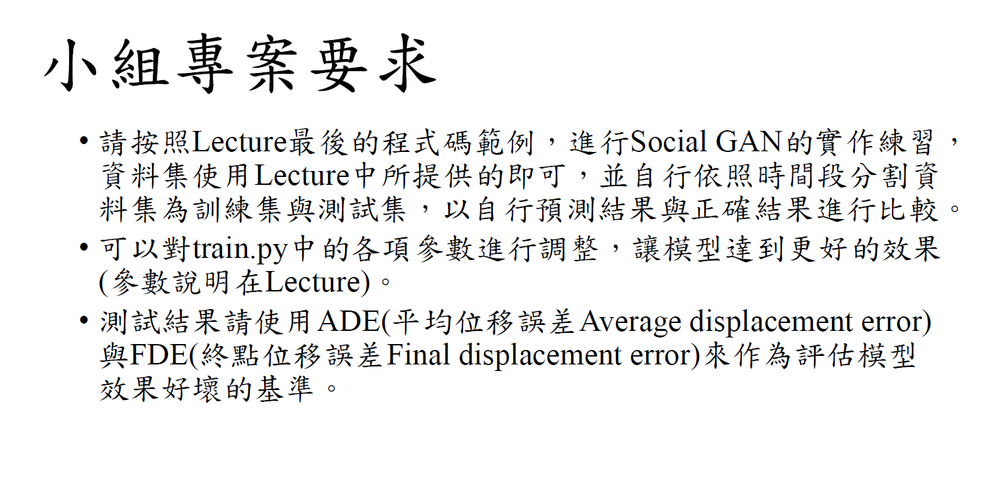 小組專案要求
• 請按照Lecture最後的程式碼範例，進行Social GAN的實作練習，
資料集使用Lecture中所提供的即可，並自行依照時間段分割資
料集為訓練集與測試集，以自行預測結果與正確結果進行比較。
• 可以對train.py中的各項參數進行調整，讓模型達到更好的效果
(參數說明在Lecture)。
• 測試結果請使用ADE(平均位移誤差Average displacement error)
與FDE(終點位移誤差Final displacement error)來作為評估模型
效果好壞的基準。